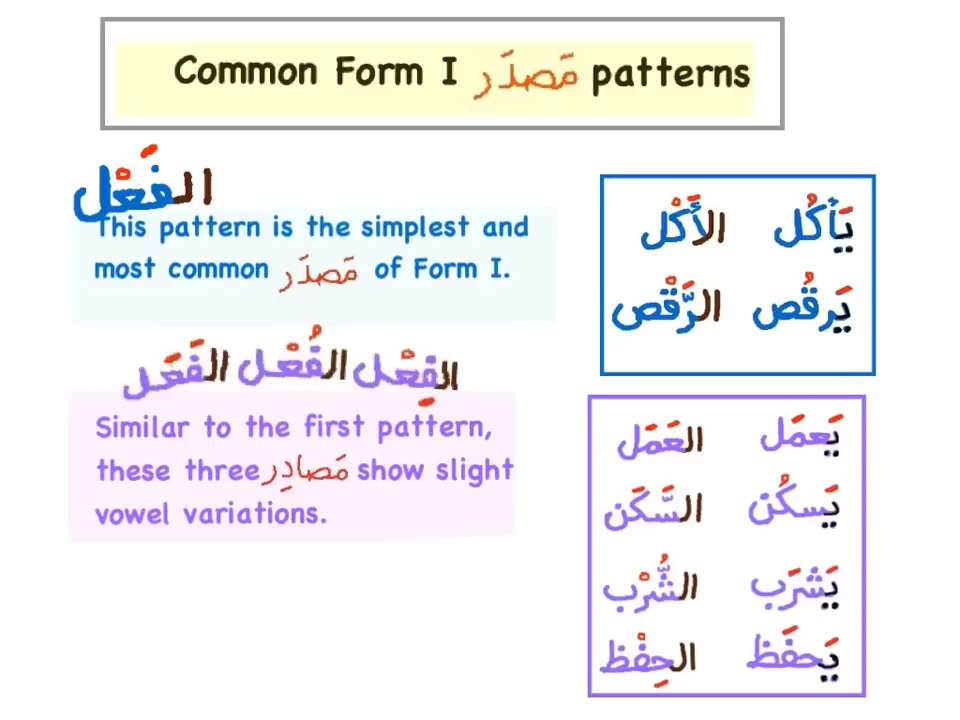 Common Form I مَصدَر patterns
الفَعْل
This pattern is the simplest and
most common مَصدَر of Form I.
الفِعْل الفُعْل الفَعَل
Similar to the first pattern,
these three مَصادِر show slight
vowel variations.
يَأكُل الأَكْل
يَرقُص الرَّقْص
يَعمَل العَمَل
يَسكُن السَّكَن
يَشرَب الشُّرْب
يَحفَظ الحِفْظ